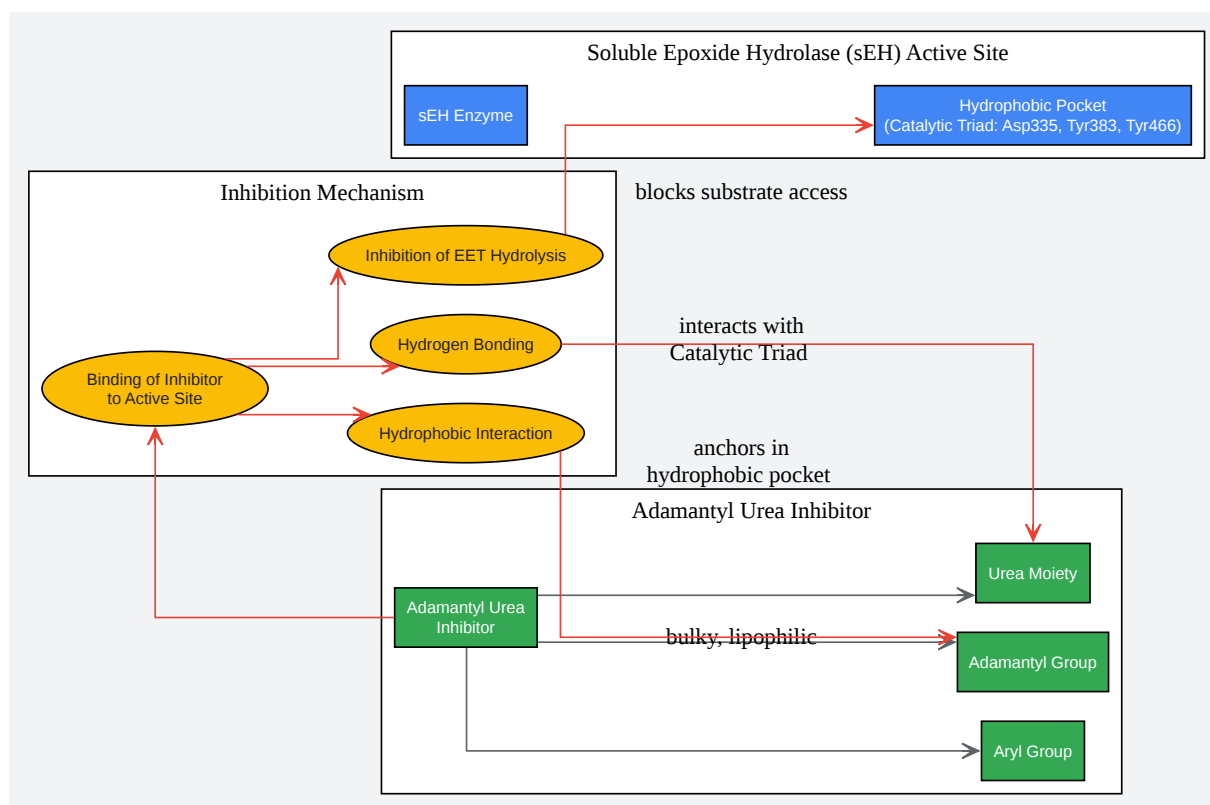 Soluble Epoxide Hydrolase (sEH) Active Site
sEH Enzyme
Hydrophobic Pocket
(Catalytic Triad: Asp335, Tyr383, Tyr466)
Inhibition Mechanism
blocks substrate access
Inhibition of EET Hydrolysis
interacts with
Catalytic Triad
Hydrogen Bonding
Binding of Inhibitor
to Active Site
Hydrophobic Interaction
anchors in
hydrophobic pocket
Adamantyl Urea Inhibitor
Urea Moiety
Adamantyl Urea
Inhibitor
bulky, lipophilic
Adamantyl Group
Aryl Group